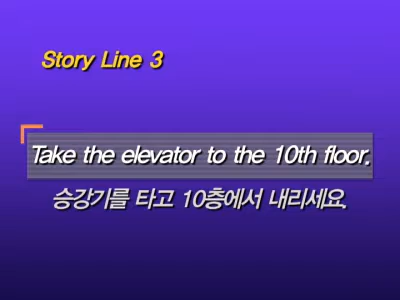 Story Line 3
Take the elevator to the 10th floor.
승강기를 타고 10층에서 내리세요.